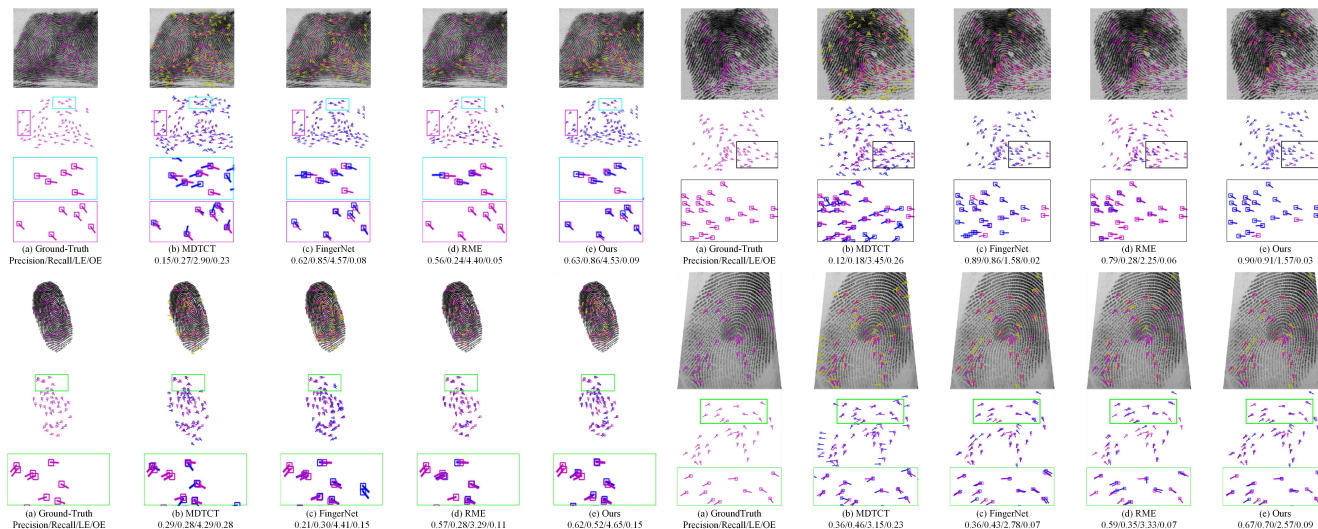 (a) Ground-Truth (b) MDTCT (c) FingerNet (d) RME (e) Ours
Precision/Recall/LE/OE 0.15/0.27/2.90/0.23 0.62/0.85/4.57/0.08 0.56/0.24/4.40/0.05 0.63/0.86/4.53/0.09
(a) Ground-Truth (b) MDTCT (c) FingerNet (d) RME (e) Ours
Precision/Recall/LE/OE 0.12/0.18/3.45/0.26 0.89/0.86/1.58/0.02 0.79/0.28/2.25/0.06 0.90/0.91/1.57/0.03
(a) Ground-Truth (b) MDTCT (c) FingerNet (d) RME (e) Ours
Precision/Recall/LE/OE 0.29/0.28/4.29/0.28 0.21/0.30/4.41/0.15 0.57/0.28/3.29/0.11 0.62/0.52/4.65/0.15
(a) Ground-Truth (b) MDTCT (c) FingerNet (d) RME (e) Ours
Precision/Recall/LE/OE 0.36/0.46/3.15/0.23 0.36/0.43/2.78/0.07 0.59/0.35/3.33/0.07 0.67/0.70/2.57/0.09